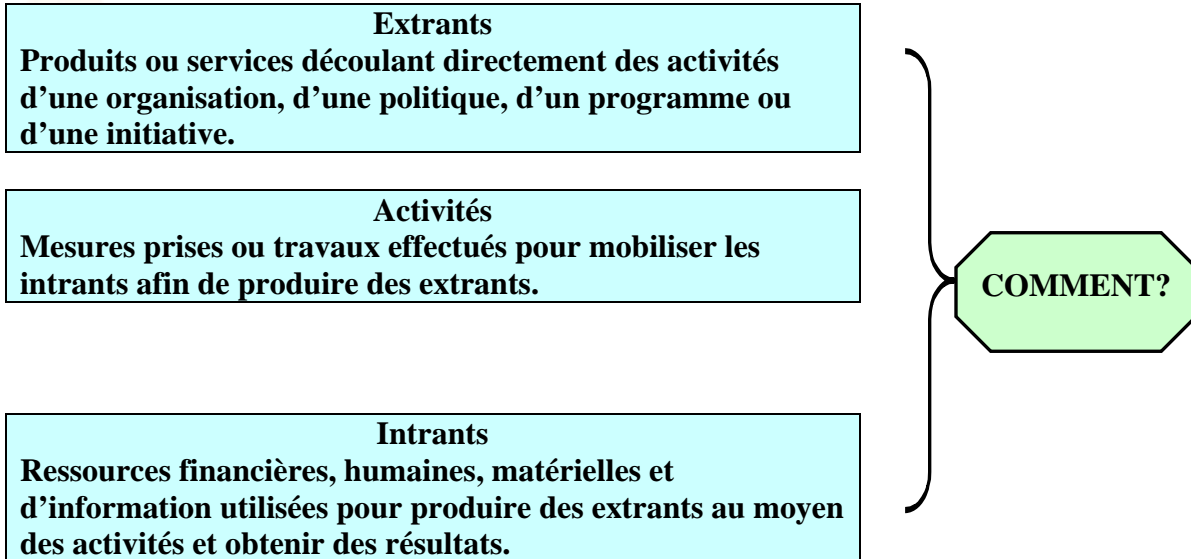 Extrants
Produits ou services découlant directement des activités
d’une organisation, d’une politique, d’un programme ou
d’une initiative.
Activités
Mesures prises ou travaux effectués pour mobiliser les
intrants afin de produire des extrants.
COMMENT?
Intrants
Ressources financières, humaines, matérielles et
d’information utilisées pour produire des extrants au moyen
des activités et obtenir des résultats.